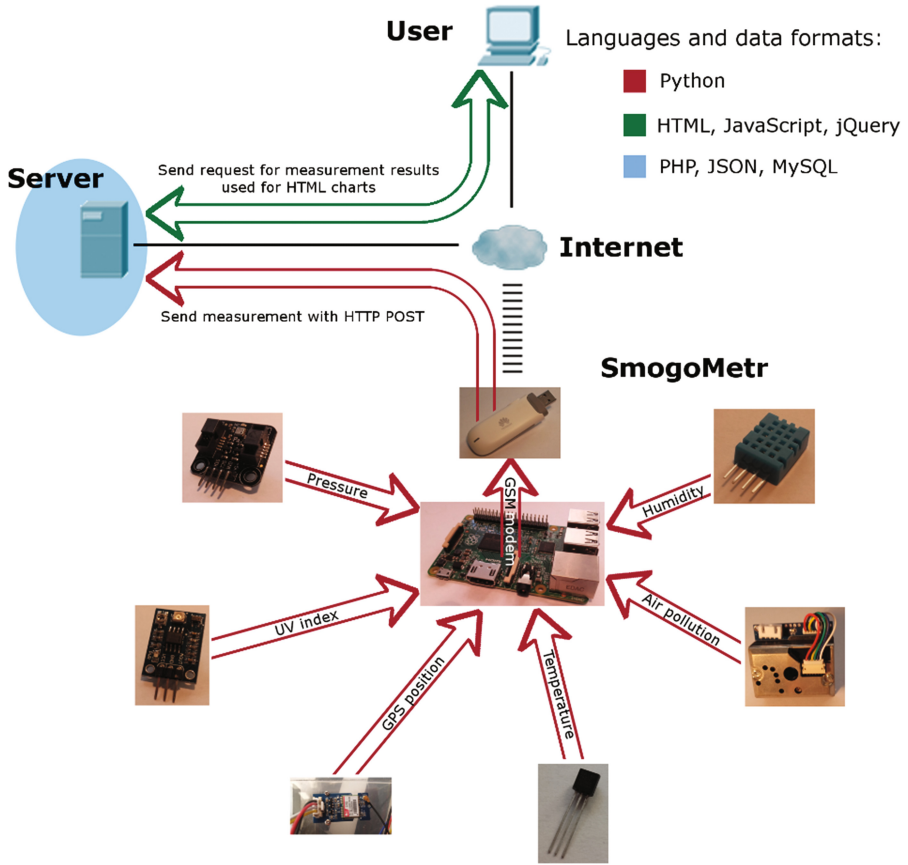 User
Languages and data formats:
Python
HTML, JavaScript, jQuery
PHP, JSON, MySQL
Server
Send request for measurement results
used for HTML charts
Internet
Send measurement with HTTP POST
SmogoMetr
Pressure
GSM modem
Humidity
UV index
Air pollution
GPS position
Temperature